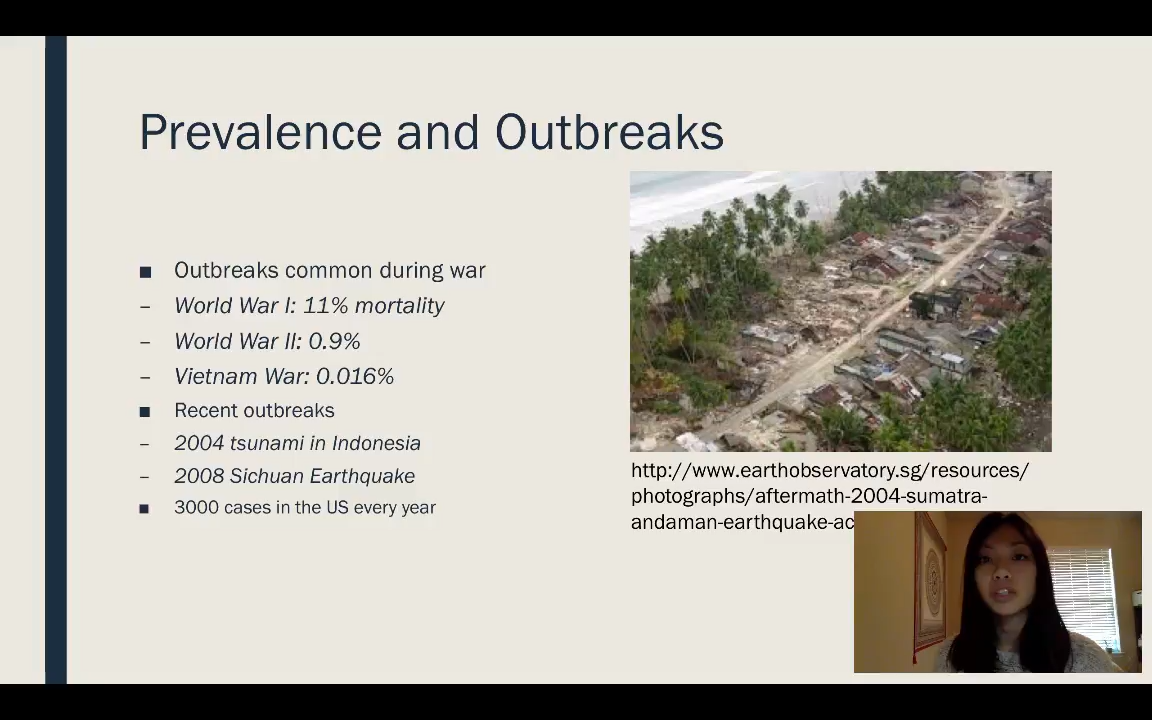 Prevalence and Outbreaks
■ Outbreaks common during war
– World War I: 11% mortality
– World War II: 0.9%
– Vietnam War: 0.016%
■ Recent outbreaks
– 2004 tsunami in Indonesia
– 2008 Sichuan Earthquake
■ 3000 cases in the US every year
http://www.earthobservatory.sg/resources/
photographs/aftermath-2004-sumatra-
andaman-earthquake-ac